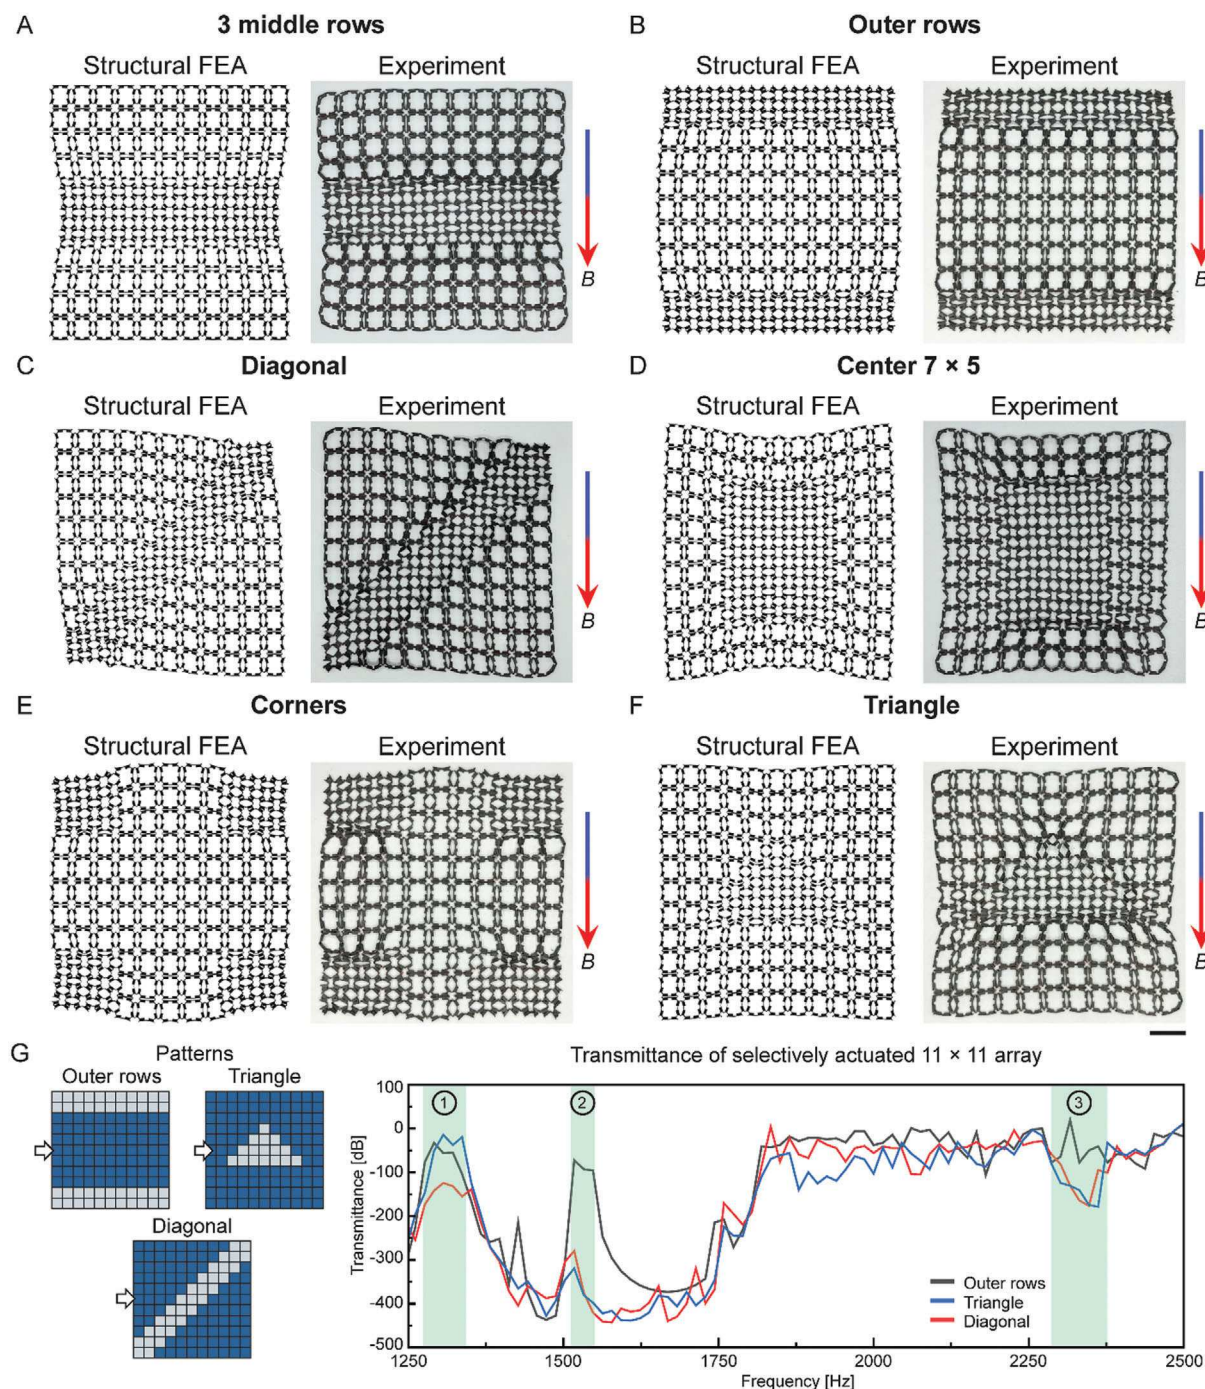 A
3 middle rows
Structural FEA
Experiment
B
B
Outer rows
Structural FEA
Experiment
B
C
Diagonal
Structural FEA
Experiment
B
D
Center 7 × 5
Structural FEA
Experiment
B
E
Corners
Structural FEA
Experiment
B
F
Triangle
Structural FEA
Experiment
B
G
Patterns
Outer rows
Triangle
Diagonal
Transmittance of selectively actuated 11 × 11 array
Transmittance [dB]
100
0
-100
-200
-300
-400
-500
1
2
3
Outer rows
Triangle
Diagonal
1250
1500
1750
2000
2250
2500
Frequency [Hz]